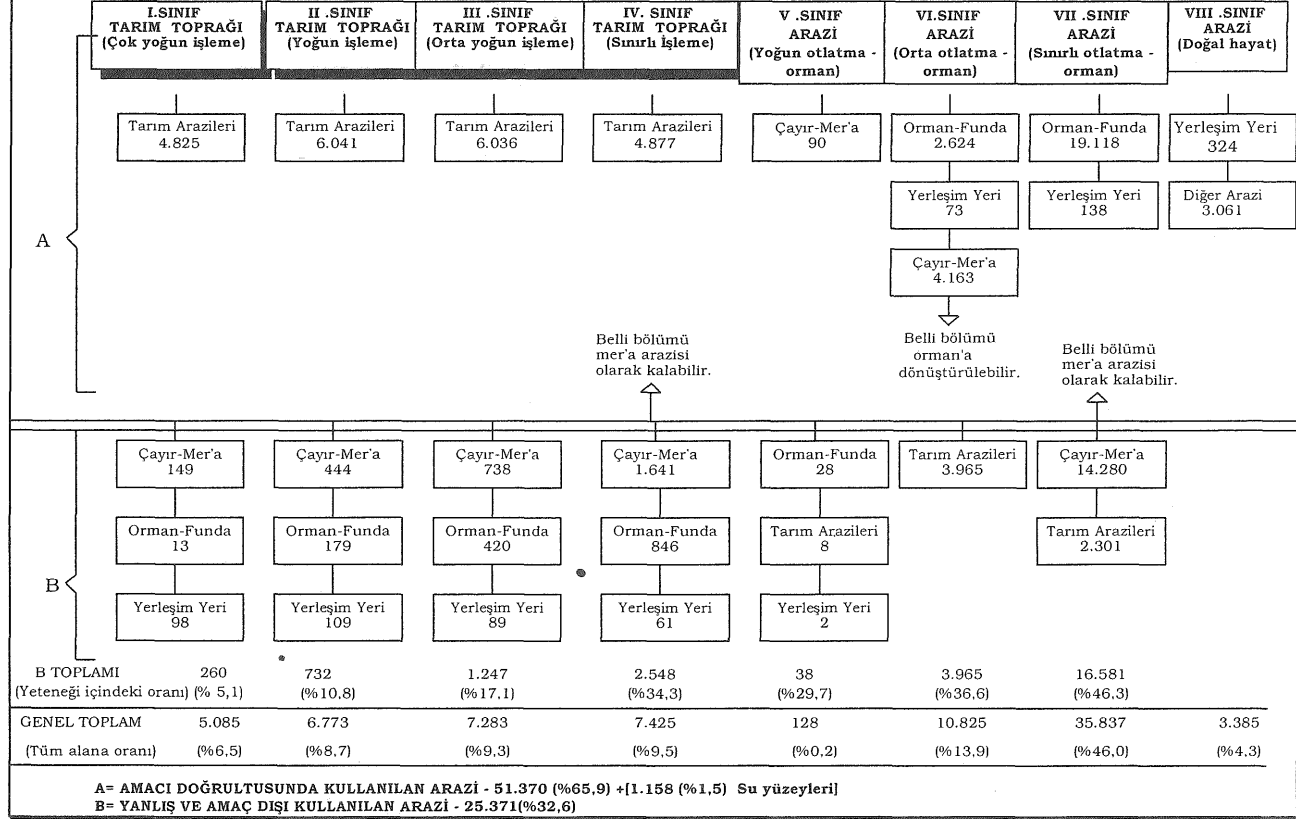 I.SINIF TARIM TOPRAĞI (Çok yoğun işleme)
II .SINIF TARIM TOPRAĞI (Yoğun işleme)
III .SINIF TARIM TOPRAĞI (Orta yoğun işleme)
IV. SINIF TARIM TOPRAĞI (Sınırlı İşleme)
V .SINIF ARAZİ (Yoğun otlatma - orman)
VI.SINIF ARAZİ (Orta otlatma - orman)
VII .SINIF ARAZİ (Sınırlı otlatma - orman)
VIII .SINIF ARAZİ (Doğal hayat)
A
Tarım Arazileri 4.825
Tarım Arazileri 6.041
Tarım Arazileri 6.036
Tarım Arazileri 4.877
Çayır-Mer'a 90
Orman-Funda 2.624
Orman-Funda 19.118
Yerleşim Yeri 324
Yerleşim Yeri 73
Yerleşim Yeri 138
Diğer Arazi 3.061
Çayır-Mer'a 4.163
Belli bölümü
mer'a arazisi
olarak kalabilir.
Belli bölümü
orman'a
dönüştürülebilir.
Belli bölümü
mer'a arazisi
olarak kalabilir.
B
Çayır-Mer'a 149
Çayır-Mer'a 444
Çayır-Mer'a 738
Çayır-Mer'a 1.641
Orman-Funda 28
Tarım Arazileri 3.965
Çayır-Mer'a 14.280
Orman-Funda 13
Orman-Funda 179
Orman-Funda 420
Orman-Funda 846
Tarım Arazileri 8
Tarım Arazileri 2.301
Yerleşim Yeri 98
Yerleşim Yeri 109
Yerleşim Yeri 89
Yerleşim Yeri 61
Yerleşim Yeri 2
B TOPLAMI 260 732 1.247 2.548 38 3.965 16.581
(Yeteneği içindeki oranı) (% 5,1) (%10,8) (%17,1) (%34,3) (%29,7) (%36,6) (%46,3)
GENEL TOPLAM 5.085 6.773 7.283 7.425 128 10.825 35.837 3.385
(Tüm alana oranı) (%6,5) (%8,7) (%9,3) (%9,5) (%0,2) (%13,9) (%46,0) (%4,3)
A= AMACI DOĞRULTUSUNDA KULLANILAN ARAZİ - 51.370 (%65,9) +[1.158 (%1,5) Su yüzeyleri]
B= YANLIŞ VE AMAÇ DIŞI KULLANILAN ARAZİ - 25.371(%32,6)